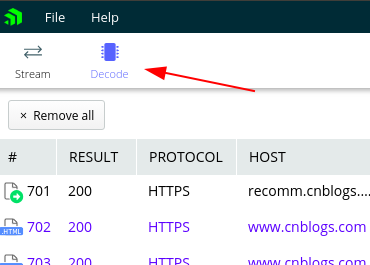 File Help
Stream Decode
× Remove all
# RESULT PROTOCOL HOST
701 200 HTTPS recomm.cnblogs....
.HTML 702 200 HTTPS www.cnblogs.com
703 200 HTTPS www.cnblogs.com